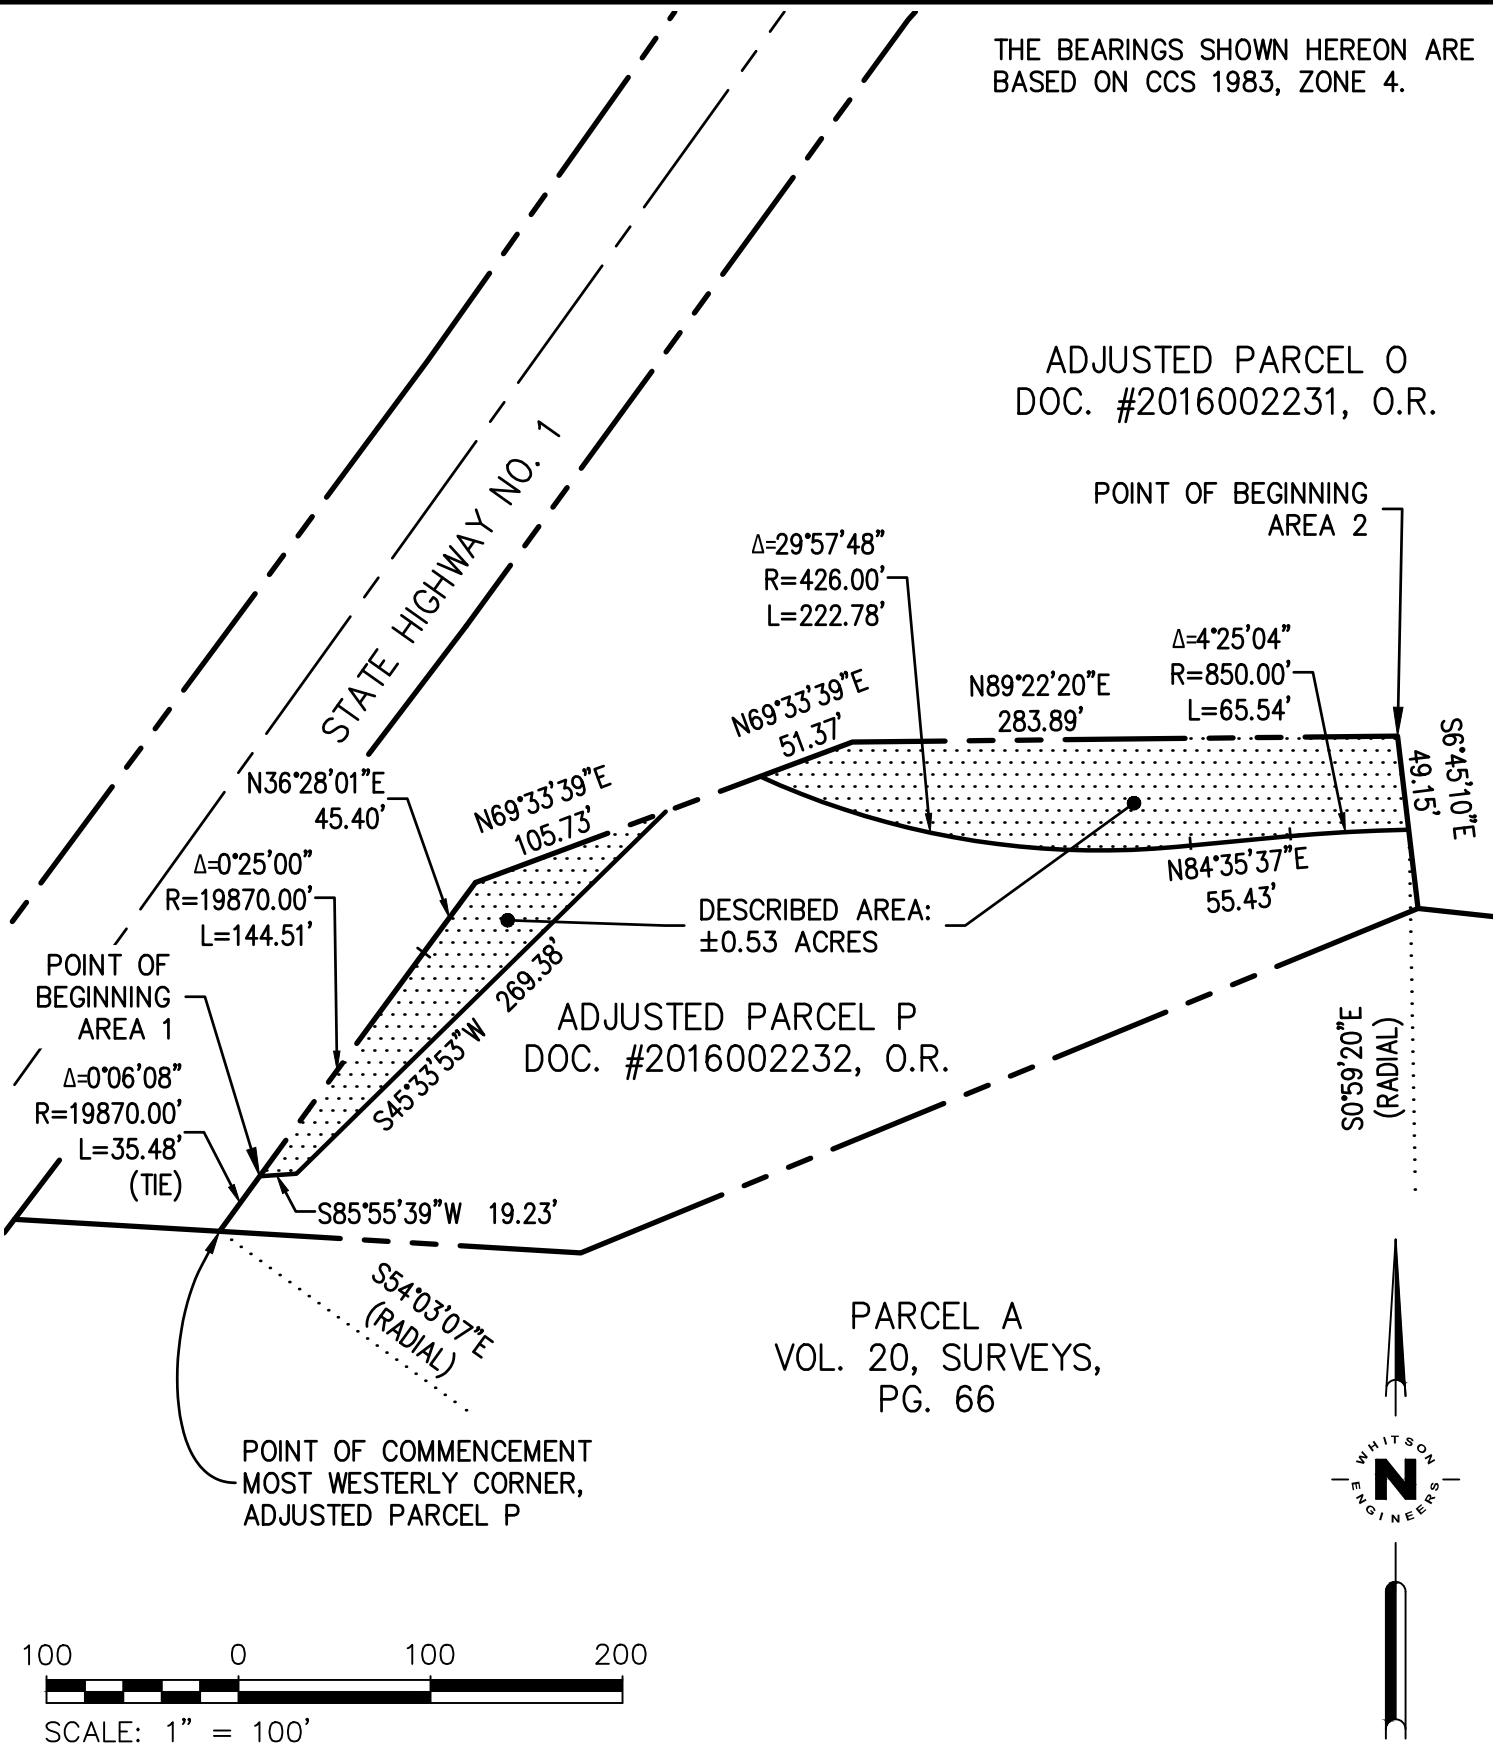 THE BEARINGS SHOWN HEREON ARE
BASED ON CCS 1983, ZONE 4.
ADJUSTED PARCEL O
DOC. #2016002231, O.R.
STATE HIGHWAY NO. 1
POINT OF BEGINNING
AREA 2
Δ=29°57'48"
R=426.00'
L=222.78'
Δ=4°25'04"
R=850.00'
L=65.54'
N69°33'39"E
51.37'
N89°22'20"E
283.89'
S6°45'10"E
49.15'
N36°28'01"E
45.40'
N69°33'39"E
105.73'
Δ=0°25'00"
R=19870.00'
L=144.51'
N84°35'37"E
55.43'
DESCRIBED AREA:
±0.53 ACRES
POINT OF
BEGINNING
AREA 1
S45°33'53"W 269.38'
ADJUSTED PARCEL P
DOC. #2016002232, O.R.
S0°59'20"E
(RADIAL)
Δ=0°06'08"
R=19870.00'
L=35.48'
(TIE)
S85°55'39"W 19.23'
S54°03'07"E
(RADIAL)
PARCEL A
VOL. 20, SURVEYS,
PG. 66
POINT OF COMMENCEMENT
MOST WESTERLY CORNER,
ADJUSTED PARCEL P
WHITSON
N
ENGINEERS
100 0 100 200
SCALE: 1" = 100'